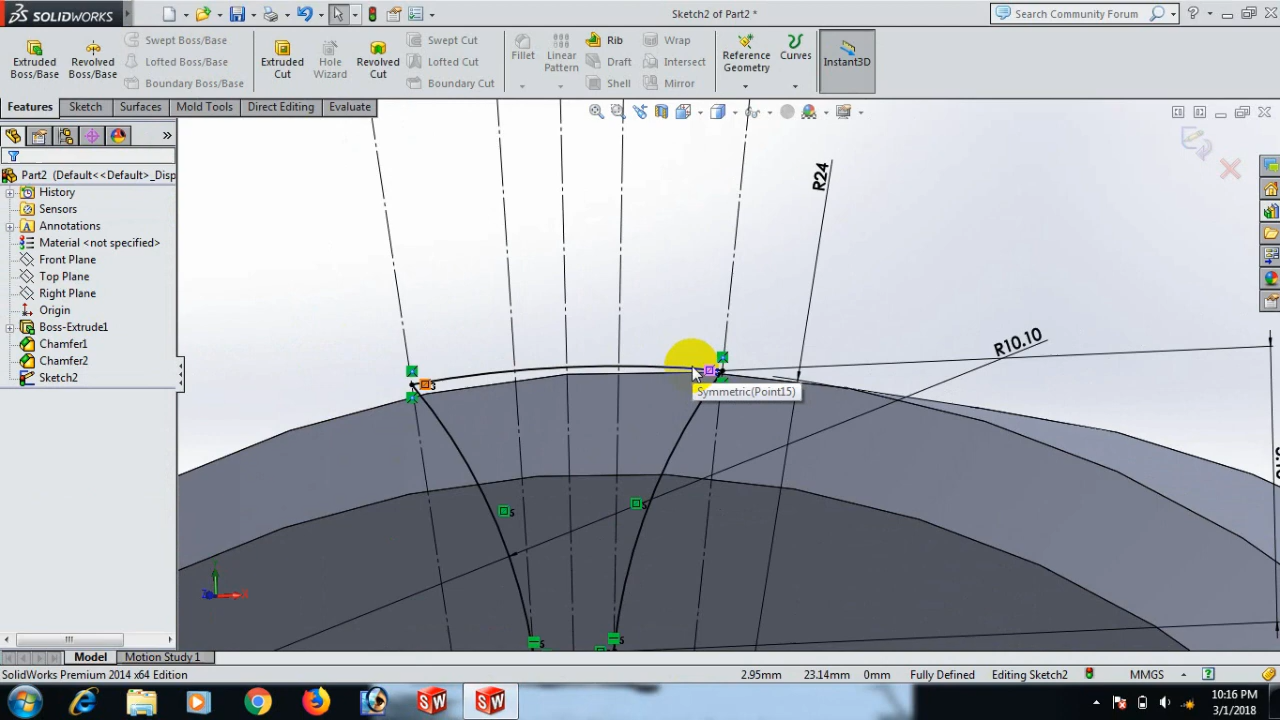 SOLIDWORKS
Sketch2 of Part2
Search Community Forum
Extruded Boss/Base
Revolved Boss/Base
Swept Boss/Base
Lofted Boss/Base
Boundary Boss/Base
Extruded Cut
Hole Wizard
Revolved Cut
Swept Cut
Lofted Cut
Boundary Cut
Fillet
Linear Pattern
Rib
Draft
Shell
Wrap
Intersect
Mirror
Reference Geometry
Curves
Instant3D
Features
Sketch
Surfaces
Mold Tools
Direct Editing
Evaluate
Part2 (Default<<Default>_Disp
History
Sensors
Annotations
Material <not specified>
Front Plane
Top Plane
Right Plane
Origin
Boss-Extrude1
Chamfer1
Chamfer2
Sketch2
R24
R10.10
Symmetric(Point15)
Model
Motion Study 1
SolidWorks Premium 2014 x64 Edition
2.95mm
23.14mm
0mm
Fully Defined
Editing Sketch2
MMGS
10:16 PM
3/1/2018